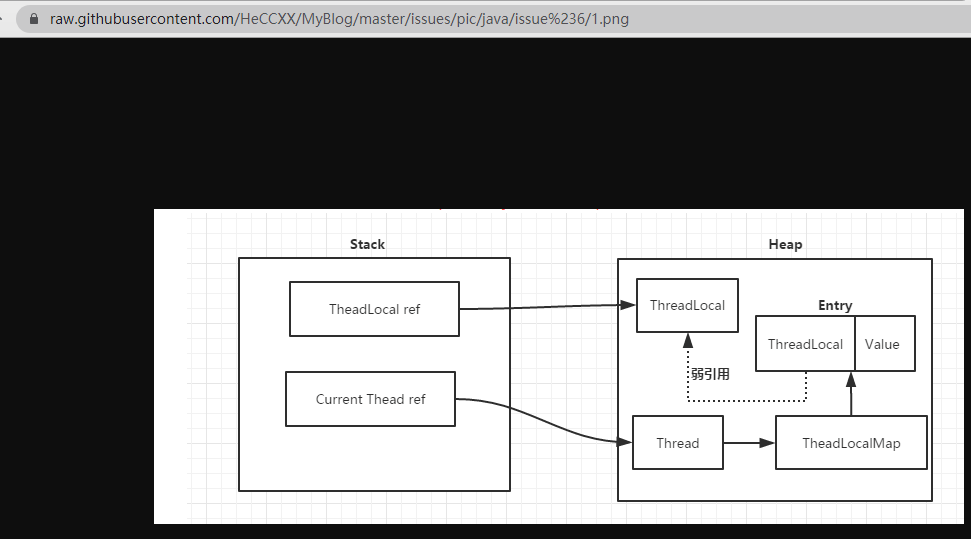 raw.githubusercontent.com/HeCCXX/MyBlog/master/issues/pic/java/issue%236/1.png
Stack
Heap
TheadLocal ref
ThreadLocal
Entry
ThreadLocal
Value
弱引用
Current Thead ref
Thread
TheadLocalMap